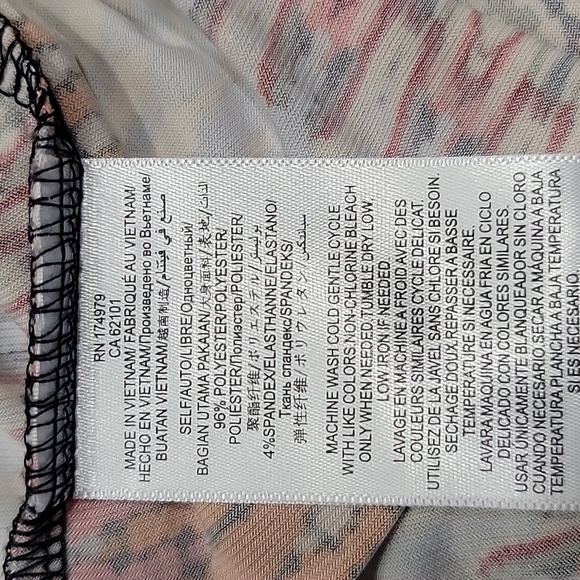 RN 174979
CA 62101
MADE IN VIETNAM/ FABRIQUÉ AU VIETNAM/
HECHO EN VIETNAM/Произведено во Вьетнаме/
BUATAN VIETNAM/越南制造/ صنع في فيتنام
SELF/AUTO/LIBRE/Одноцветный/
BAGIAN UTAMA PAKAIAN/大身面料/表地/ لذات
96% POLYESTER/POLYESTER/
POLIÉSTER/Полиэстер/POLIESTER/
聚酯纤维/ポリエステル/ بوليستر
4%SPANDEX/ELASTHANNE/ELASTANO/
Ткань спандекс/SPANDEKS/
弹性纤维/ポリウレタン/ سباندكس
MACHINE WASH COLD GENTLE CYCLE
WITH LIKE COLORS NON-CHLORINE BLEACH
ONLY WHEN NEEDED. TUMBLE DRY LOW.
LOW IRON IF NEEDED
LAVAGE EN MACHINE A FROID AVEC DES
COULEURS SIMILAIRES CYCLE DELICAT.
UTILISEZ DE LA JAVEL SANS CHLORE SI BESOIN.
SECHAGE DOUX. REPASSER A BASSE
TEMPERATURE SI NECESSAIRE.
LAVARA MAQUINA EN AGUA FRIA EN CICLO
DELICADO CON COLORES SIMILARES.
USAR UNICAMENTE BLANQUEADOR SIN CLORO
CUANDO NECESARIO. SECAR A MAQUINA A BAJA
TEMPERATURA PLANCHA A BAJA TEMPERATURA
SI ES NECESARIO.